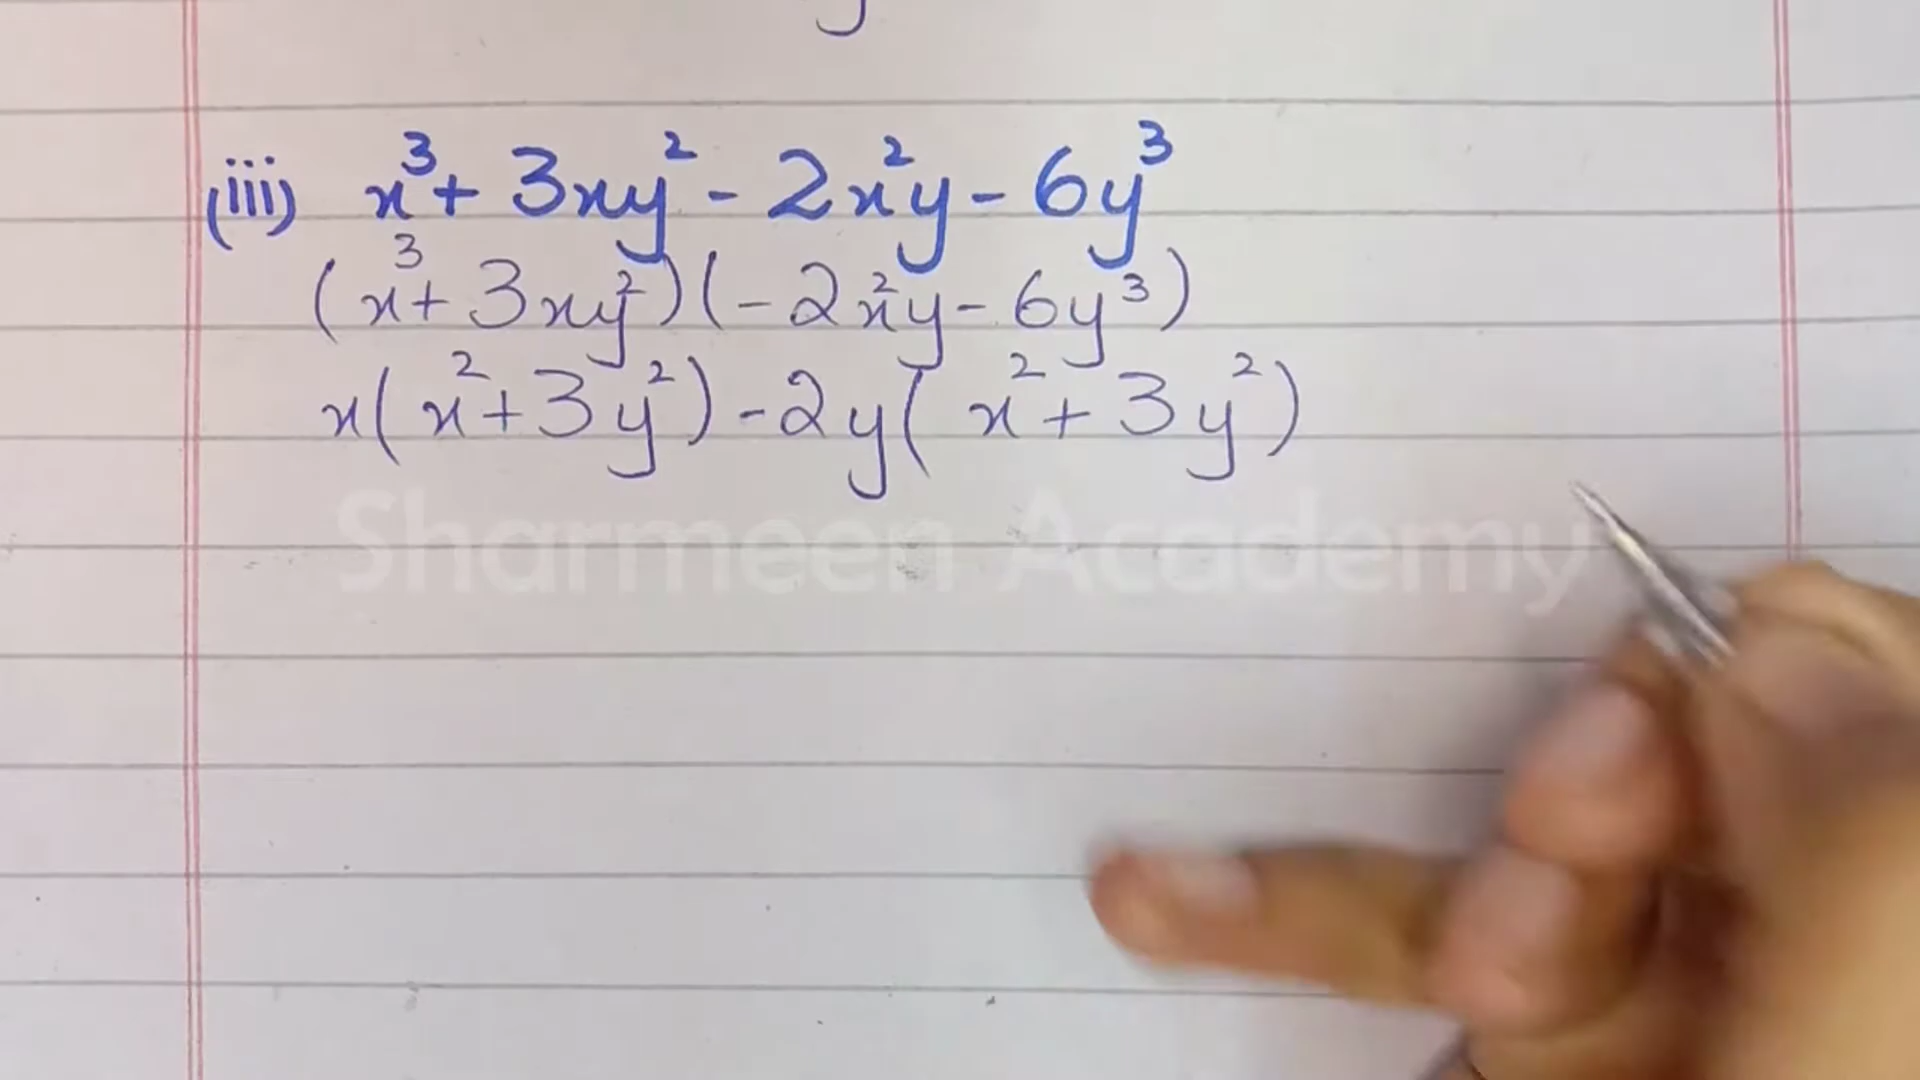 (iii) x³ + 3xy² - 2x²y - 6y³
(x³ + 3xy²)(-2x²y - 6y³)
x(x² + 3y²) - 2y(x² + 3y²)
Sharmeen Academy